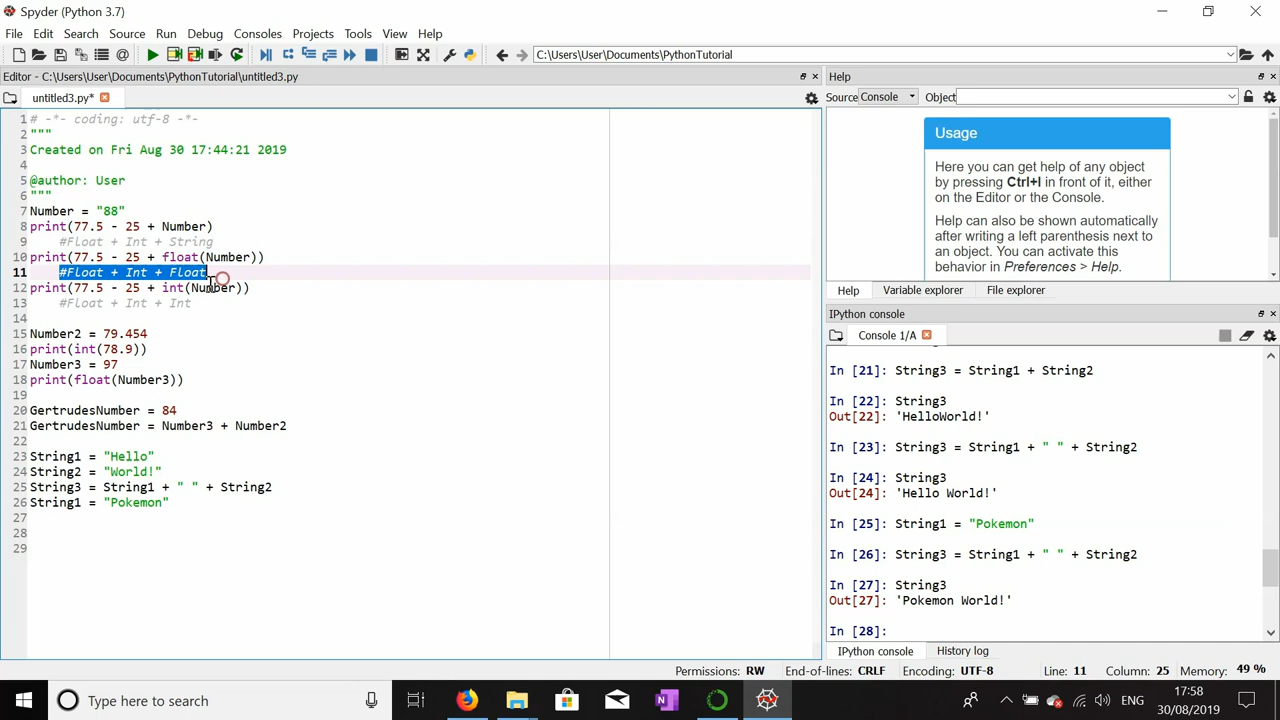 Spyder (Python 3.7)
File Edit Search Source Run Debug Consoles Projects Tools View Help
C:\Users\User\Documents\PythonTutorial
Editor - C:\Users\User\Documents\PythonTutorial\untitled3.py
untitled3.py*
1 # -*- coding: utf-8 -*-
2 """
3 Created on Fri Aug 30 17:44:21 2019
4
5 @author: User
6 """
7 Number = "88"
8 print(77.5 - 25 + Number)
9 #Float + Int + String
10 print(77.5 - 25 + float(Number))
11 #Float + Int + Float
12 print(77.5 - 25 + int(Number))
13 #Float + Int + Int
14
15 Number2 = 79.454
16 print(int(78.9))
17 Number3 = 97
18 print(float(Number3))
19
20 GertrudesNumber = 84
21 GertrudesNumber = Number3 + Number2
22
23 String1 = "Hello"
24 String2 = "World!"
25 String3 = String1 + " " + String2
26 String1 = "Pokemon"
27
28
29
Help
Source Console Object
Usage
Here you can get help of any object
by pressing Ctrl+I in front of it, either
on the Editor or the Console.
Help can also be shown automatically
after writing a left parenthesis next to
an object. You can activate this
behavior in Preferences > Help.
Help Variable explorer File explorer
IPython console
Console 1/A
In [21]: String3 = String1 + String2
In [22]: String3
Out[22]: 'HelloWorld!'
In [23]: String3 = String1 + " " + String2
In [24]: String3
Out[24]: 'Hello World!'
In [25]: String1 = "Pokemon"
In [26]: String3 = String1 + " " + String2
In [27]: String3
Out[27]: 'Pokemon World!'
In [28]:
IPython console History log
Permissions: RW End-of-lines: CRLF Encoding: UTF-8 Line: 11 Column: 25 Memory: 49 %
Type here to search
ENG
17:58
30/08/2019